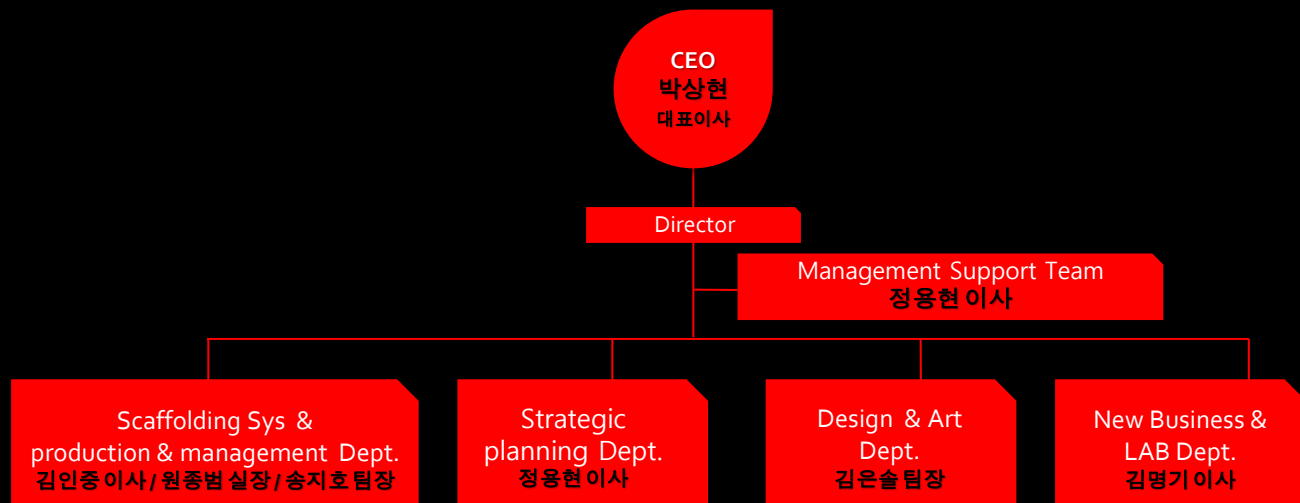 CEO
박상현
대표이사
Director
Management Support Team
정용현 이사
Scaffolding Sys &
production & management Dept.
김인중 이사 / 원종범 실장 / 송지호 팀장
Strategic
planning Dept.
정용현 이사
Design & Art
Dept.
김은솔 팀장
New Business &
LAB Dept.
김명기 이사